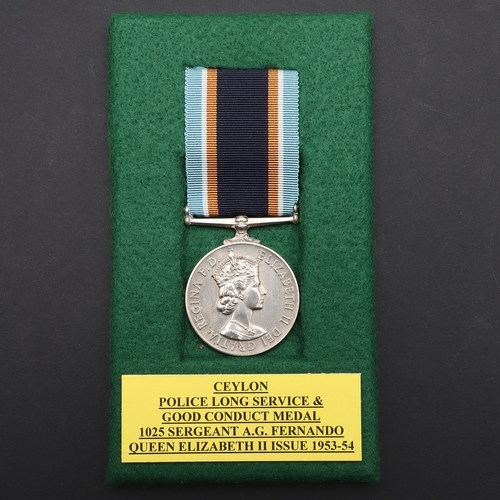 ELIZABETH II DEI GRATIA REGINA F.D.
CEYLON
POLICE LONG SERVICE &
GOOD CONDUCT MEDAL
1025 SERGEANT A.G. FERNANDO
QUEEN ELIZABETH II ISSUE 1953-54